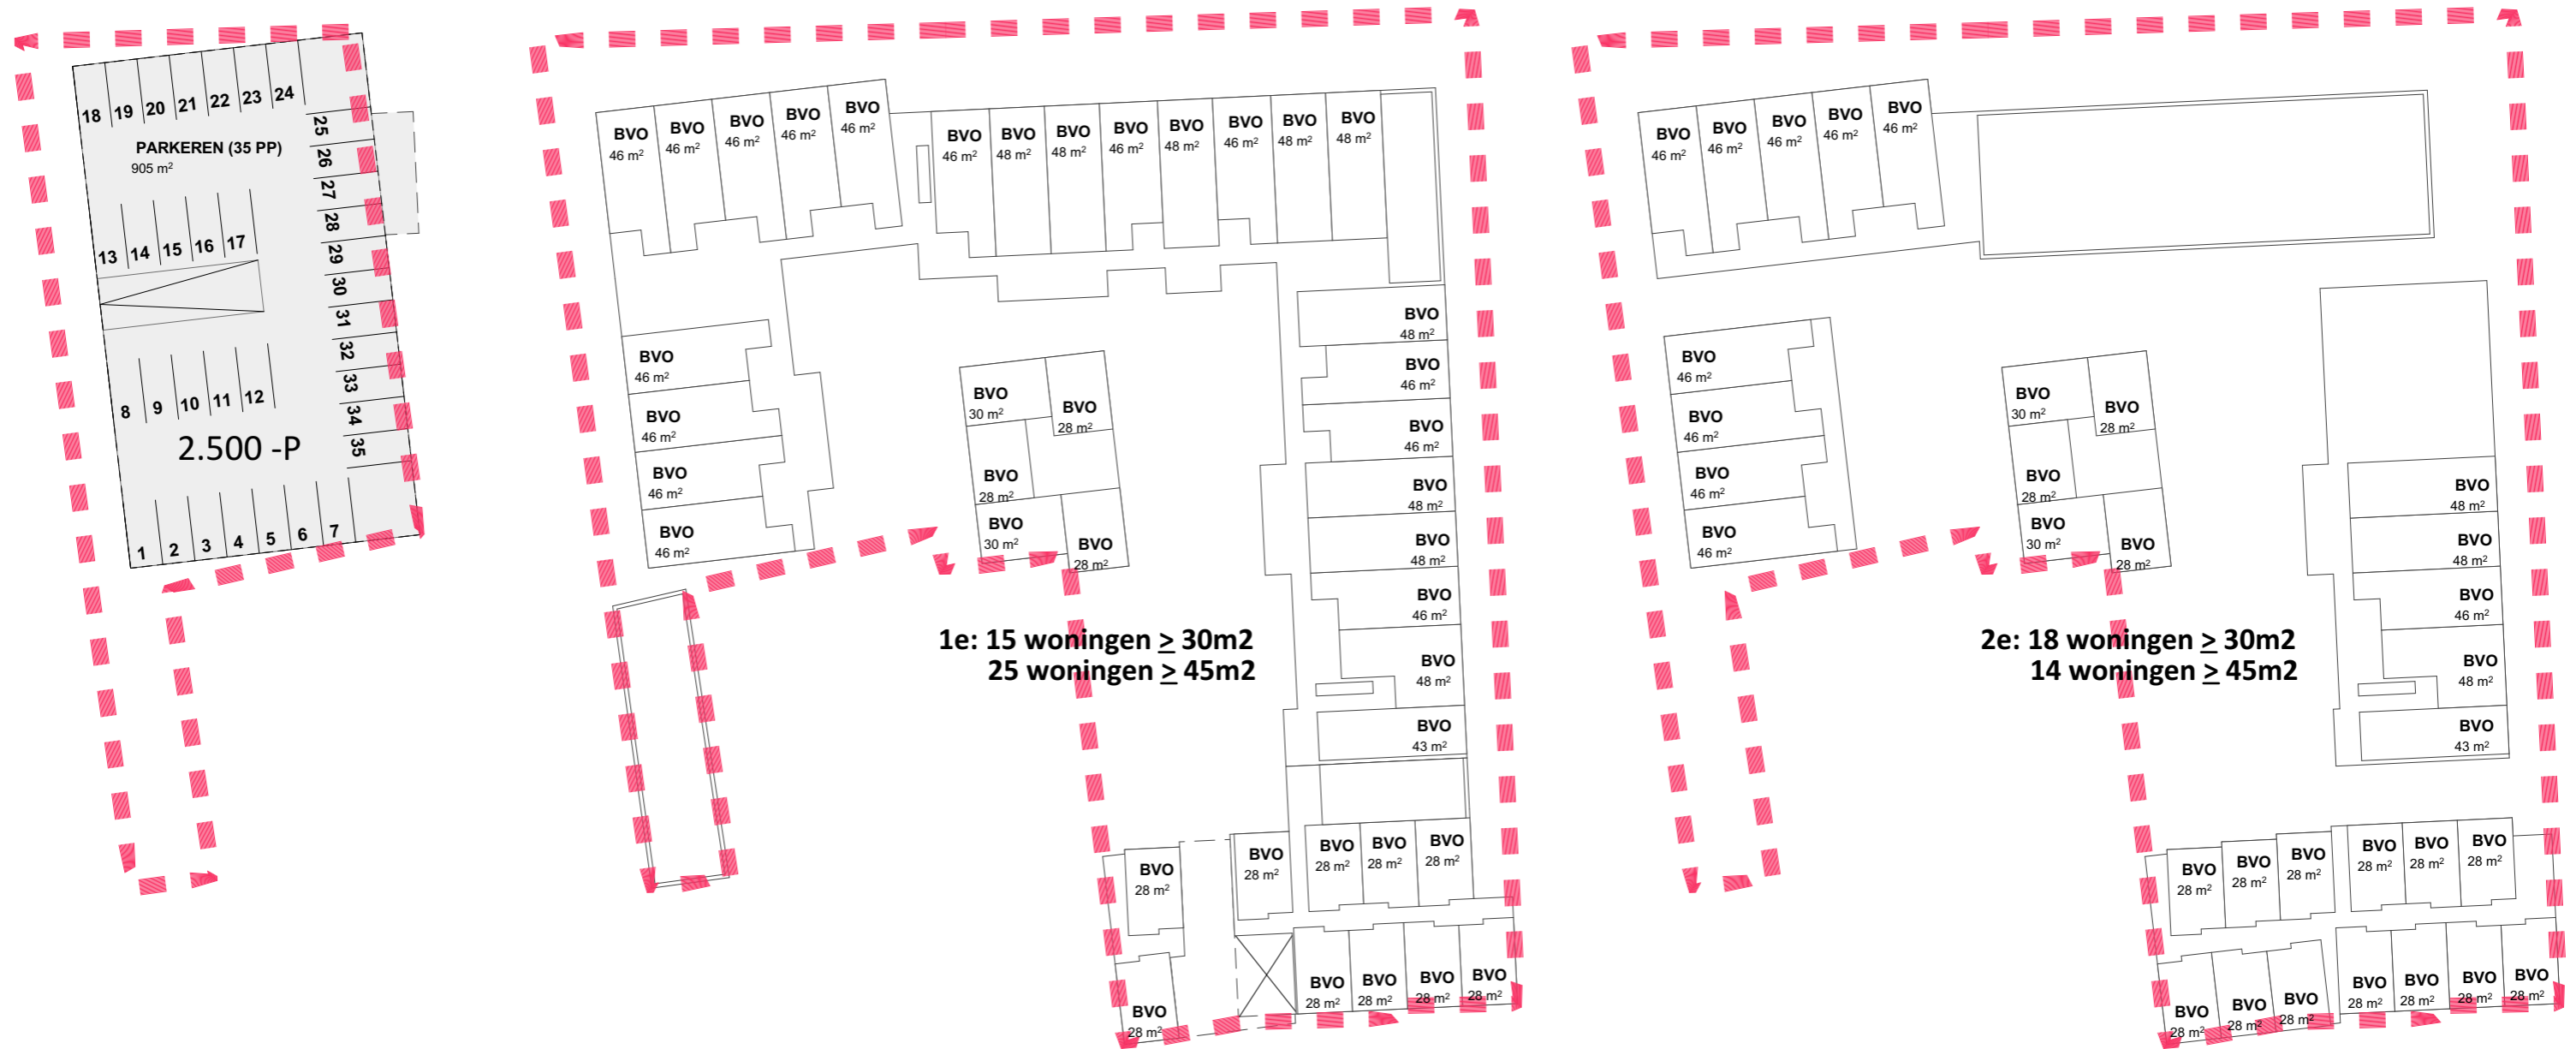 18 19 20 21 22 23 24
25
26
27
28
29
30
31
32
33
34
35
PARKEREN (35 PP)
905 m²
13 14 15 16 17
8 9 10 11 12
2.500 -P
1 2 3 4 5 6 7
BVO
46 m²
BVO
46 m²
BVO
46 m²
BVO
46 m²
BVO
46 m²
BVO
46 m²
BVO
48 m²
BVO
48 m²
BVO
46 m²
BVO
48 m²
BVO
46 m²
BVO
48 m²
BVO
48 m²
BVO
46 m²
BVO
46 m²
BVO
46 m²
BVO
46 m²
BVO
30 m²
BVO
28 m²
BVO
28 m²
BVO
30 m²
BVO
28 m²
BVO
48 m²
BVO
46 m²
BVO
46 m²
BVO
48 m²
BVO
48 m²
BVO
46 m²
BVO
48 m²
BVO
43 m²
1e: 15 woningen ≥ 30m2
25 woningen ≥ 45m2
BVO
28 m²
BVO
28 m²
BVO
28 m²
BVO
28 m²
BVO
28 m²
BVO
28 m²
BVO
28 m²
BVO
28 m²
BVO
28 m²
BVO
28 m²
BVO
46 m²
BVO
46 m²
BVO
46 m²
BVO
46 m²
BVO
46 m²
BVO
46 m²
BVO
46 m²
BVO
46 m²
BVO
46 m²
BVO
30 m²
BVO
28 m²
BVO
28 m²
BVO
30 m²
BVO
28 m²
BVO
48 m²
BVO
48 m²
BVO
46 m²
BVO
48 m²
BVO
43 m²
2e: 18 woningen ≥ 30m2
14 woningen ≥ 45m2
BVO
28 m²
BVO
28 m²
BVO
28 m²
BVO
28 m²
BVO
28 m²
BVO
28 m²
BVO
28 m²
BVO
28 m²
BVO
28 m²
BVO
28 m²
BVO
28 m²
BVO
28 m²
BVO
28 m²